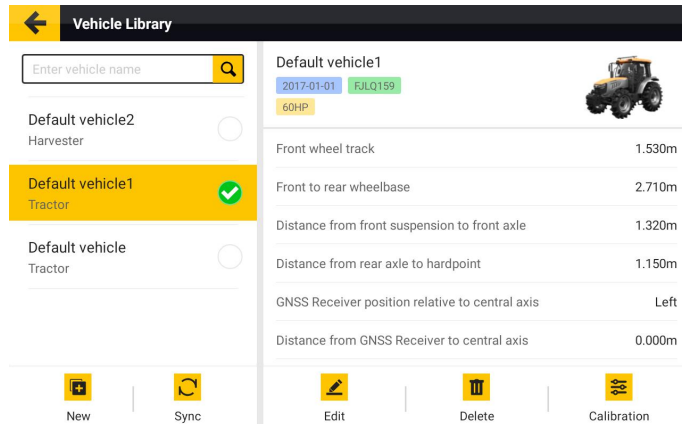 Vehicle Library
Enter vehicle name
Default vehicle2
Harvester
Default vehicle1
Tractor
Default vehicle
Tractor
New
Sync
Default vehicle1
2017-01-01 FJLQ159
60HP
Front wheel track 1.530m
Front to rear wheelbase 2.710m
Distance from front suspension to front axle 1.320m
Distance from rear axle to hardpoint 1.150m
GNSS Receiver position relative to central axis Left
Distance from GNSS Receiver to central axis 0.000m
Edit
Delete
Calibration